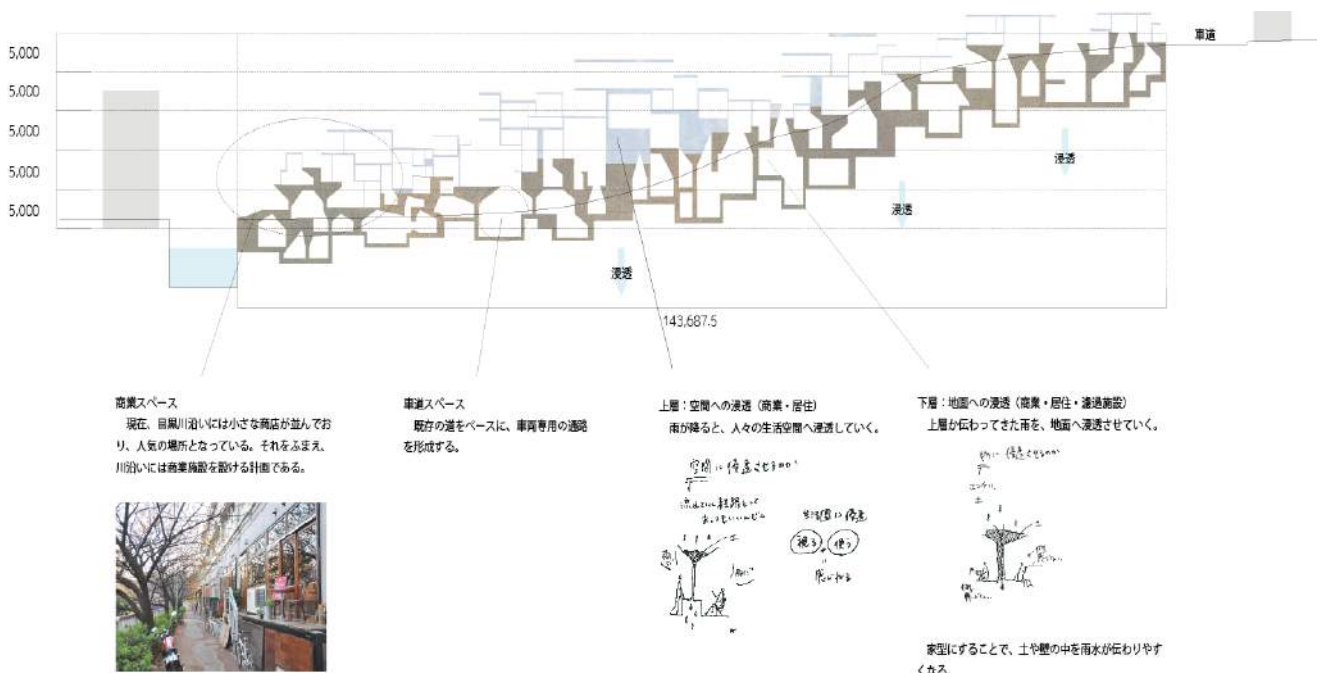 車道
5,000
5,000
5,000
5,000
5,000
浸透
浸透
浸透
143,687.5
商業スペース
現在、目黒川沿いには小さな商店が並んでお
り、人気の場所となっている。それをふまえ、
川沿いには商業施設を設ける計画である。
車道スペース
既存の道をベースに、車両専用の通路
を形成する。
上層：空間への浸透（商業・居住）
雨が降ると、人々の生活空間へ浸透していく。
空間に浸透させるのか
視る 使う
下層：地面への浸透（商業・居住・濾過施設）
上層か伝わってきた雨を、地面へ浸透させていく。
に浸透させるのか
土
家型にすることで、土や壁の中を雨水が伝わりやす
くなる。